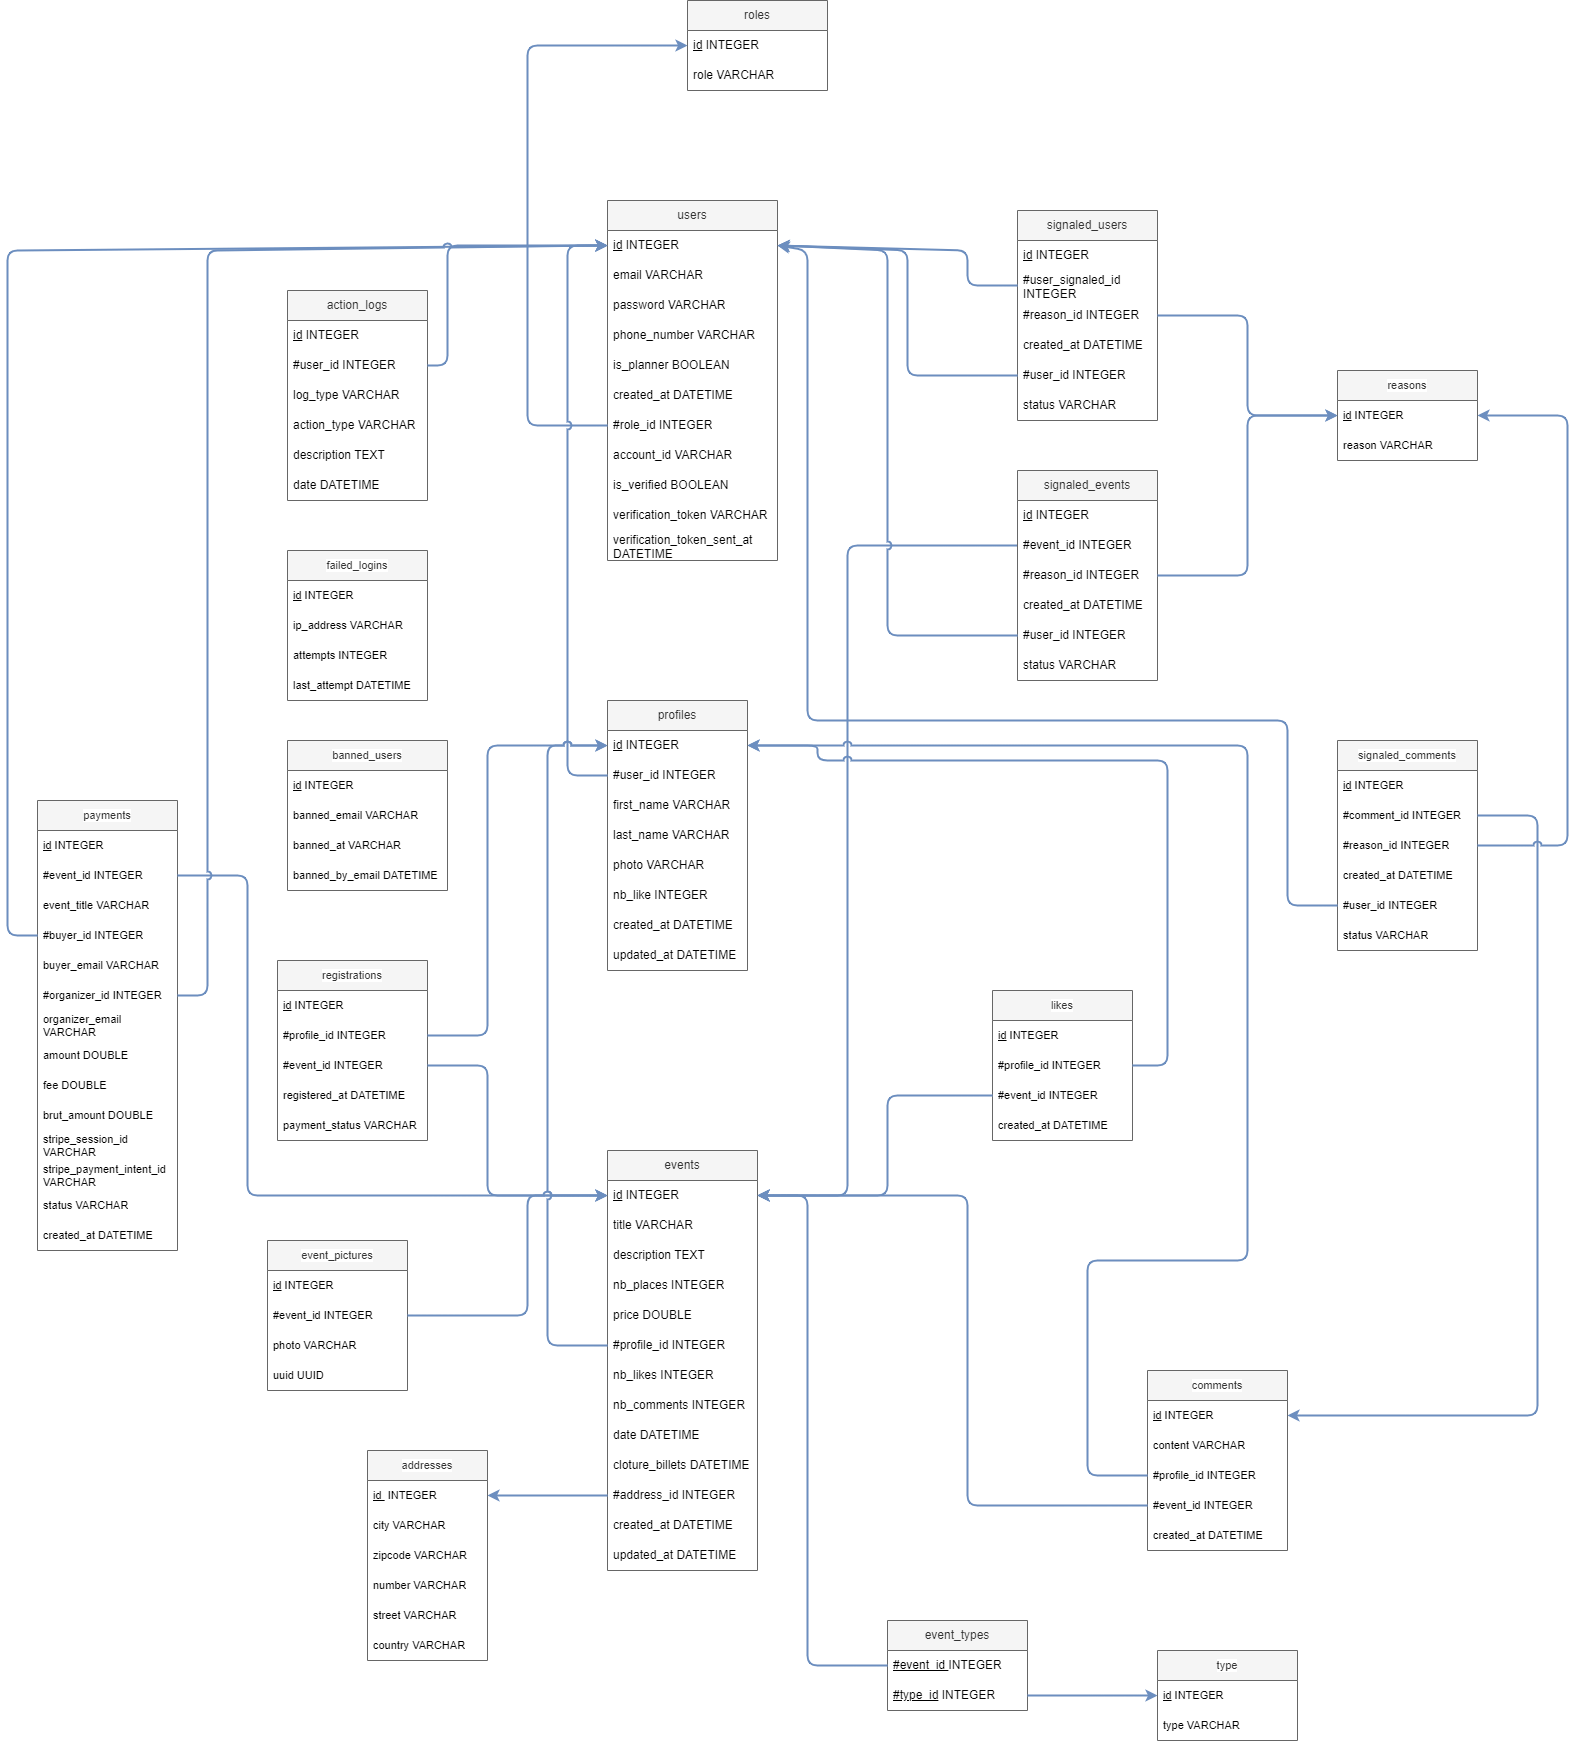 roles
id INTEGER
role VARCHAR
users
id INTEGER
email VARCHAR
password VARCHAR
phone_number VARCHAR
is_planner BOOLEAN
created_at DATETIME
#role_id INTEGER
account_id VARCHAR
is_verified BOOLEAN
verification_token VARCHAR
verification_token_sent_at
DATETIME
signaled_users
id INTEGER
#user_signaled_id
INTEGER
#reason_id INTEGER
created_at DATETIME
#user_id INTEGER
status VARCHAR
action_logs
id INTEGER
#user_id INTEGER
log_type VARCHAR
action_type VARCHAR
description TEXT
date DATETIME
reasons
id INTEGER
reason VARCHAR
signaled_events
id INTEGER
#event_id INTEGER
#reason_id INTEGER
created_at DATETIME
#user_id INTEGER
status VARCHAR
failed_logins
id INTEGER
ip_address VARCHAR
attempts INTEGER
last_attempt DATETIME
profiles
id INTEGER
#user_id INTEGER
first_name VARCHAR
last_name VARCHAR
photo VARCHAR
nb_like INTEGER
created_at DATETIME
updated_at DATETIME
banned_users
id INTEGER
banned_email VARCHAR
banned_at VARCHAR
banned_by_email DATETIME
signaled_comments
id INTEGER
#comment_id INTEGER
#reason_id INTEGER
created_at DATETIME
#user_id INTEGER
status VARCHAR
payments
id INTEGER
#event_id INTEGER
event_title VARCHAR
#buyer_id INTEGER
buyer_email VARCHAR
#organizer_id INTEGER
organizer_email
VARCHAR
amount DOUBLE
fee DOUBLE
brut_amount DOUBLE
stripe_session_id
VARCHAR
stripe_payment_intent_id
VARCHAR
status VARCHAR
created_at DATETIME
registrations
id INTEGER
#profile_id INTEGER
#event_id INTEGER
registered_at DATETIME
payment_status VARCHAR
likes
id INTEGER
#profile_id INTEGER
#event_id INTEGER
created_at DATETIME
events
id INTEGER
title VARCHAR
description TEXT
nb_places INTEGER
price DOUBLE
#profile_id INTEGER
nb_likes INTEGER
nb_comments INTEGER
date DATETIME
cloture_billets DATETIME
#address_id INTEGER
created_at DATETIME
updated_at DATETIME
event_pictures
id INTEGER
#event_id INTEGER
photo VARCHAR
uuid UUID
comments
id INTEGER
content VARCHAR
#profile_id INTEGER
#event_id INTEGER
created_at DATETIME
addresses
id INTEGER
city VARCHAR
zipcode VARCHAR
number VARCHAR
street VARCHAR
country VARCHAR
event_types
#event_id INTEGER
#type_id INTEGER
type
id INTEGER
type VARCHAR